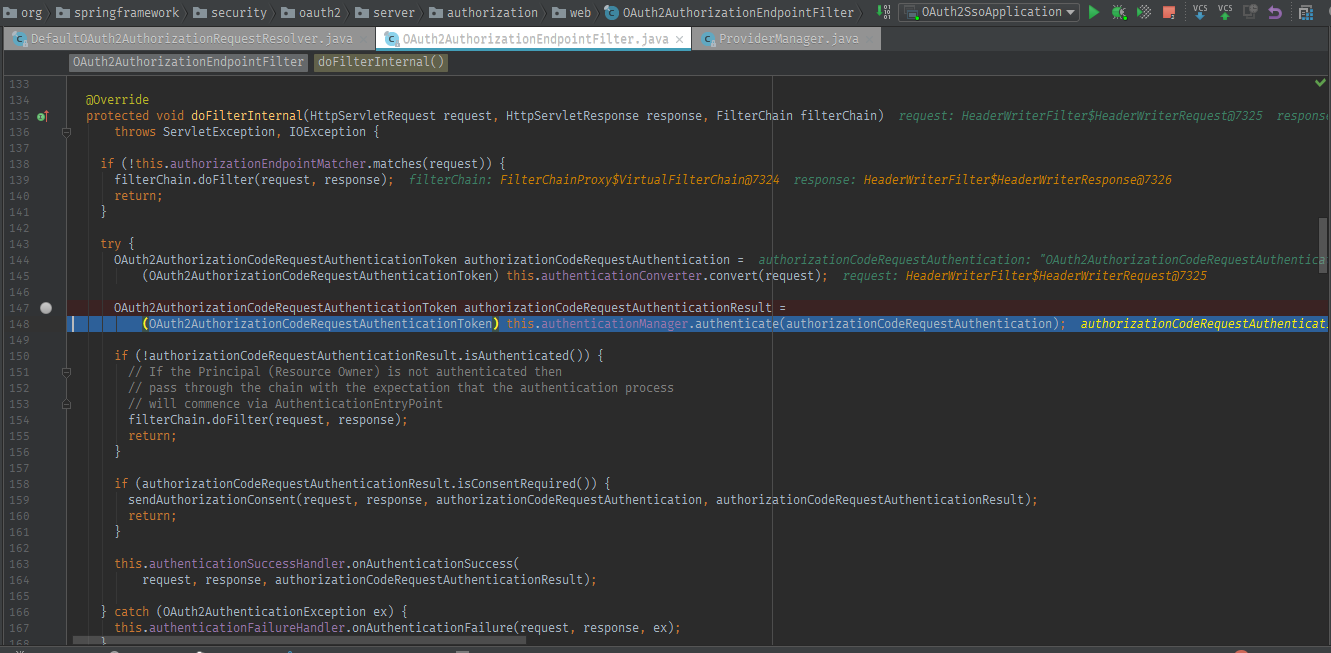 org springframework security oauth2 server authorization web OAuth2AuthorizationEndpointFilter OAuth2SsoApplication VCS VCS
DefaultOAuth2AuthorizationRequestResolver.java OAuth2AuthorizationEndpointFilter.java × ProviderManager.java
OAuth2AuthorizationEndpointFilter doFilterInternal()
133
134 @Override
135 protected void doFilterInternal(HttpServletRequest request, HttpServletResponse response, FilterChain filterChain) request: HeaderWriterFilter$HeaderWriterRequest@7325 respons
136 throws ServletException, IOException {
137
138 if (!this.authorizationEndpointMatcher.matches(request)) {
139 filterChain.doFilter(request, response); filterChain: FilterChainProxy$VirtualFilterChain@7324 response: HeaderWriterFilter$HeaderWriterResponse@7326
140 return;
141 }
142
143 try {
144 OAuth2AuthorizationCodeRequestAuthenticationToken authorizationCodeRequestAuthentication = authorizationCodeRequestAuthentication: "OAuth2AuthorizationCodeRequestAuthentica
145 (OAuth2AuthorizationCodeRequestAuthenticationToken) this.authenticationConverter.convert(request); request: HeaderWriterFilter$HeaderWriterRequest@7325
146
147 OAuth2AuthorizationCodeRequestAuthenticationToken authorizationCodeRequestAuthenticationResult =
148 (OAuth2AuthorizationCodeRequestAuthenticationToken) this.authenticationManager.authenticate(authorizationCodeRequestAuthentication); authorizationCodeRequestAuthenticati
149
150 if (!authorizationCodeRequestAuthenticationResult.isAuthenticated()) {
151 // If the Principal (Resource Owner) is not authenticated then
152 // pass through the chain with the expectation that the authentication process
153 // will commence via AuthenticationEntryPoint
154 filterChain.doFilter(request, response);
155 return;
156 }
157
158 if (authorizationCodeRequestAuthenticationResult.isConsentRequired()) {
159 sendAuthorizationConsent(request, response, authorizationCodeRequestAuthentication, authorizationCodeRequestAuthenticationResult);
160 return;
161 }
162
163 this.authenticationSuccessHandler.onAuthenticationSuccess(
164 request, response, authorizationCodeRequestAuthenticationResult);
165
166 } catch (OAuth2AuthenticationException ex) {
167 this.authenticationFailureHandler.onAuthenticationFailure(request, response, ex);
168 }